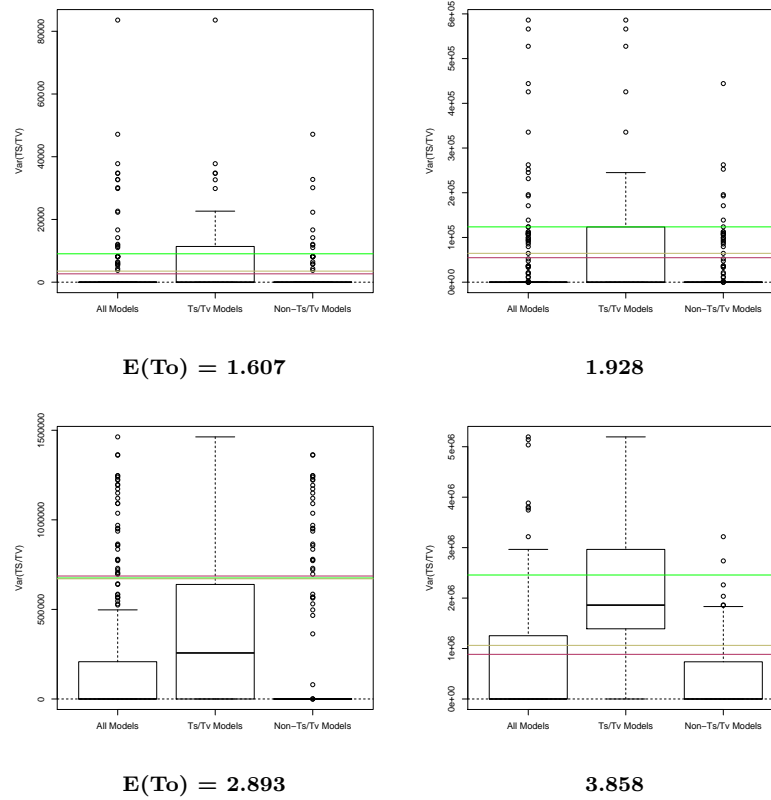 80000
60000
40000
20000
0
Var(TS/TV)
All Models
Ts/Tv Models
Non−Ts/Tv Models
6e+05
5e+05
4e+05
3e+05
2e+05
1e+05
0e+00
Var(TS/TV)
All Models
Ts/Tv Models
Non−Ts/Tv Models
E(To) = 1.607
1.928
1500000
1000000
500000
0
Var(TS/TV)
All Models
Ts/Tv Models
Non−Ts/Tv Models
5e+06
4e+06
3e+06
2e+06
1e+06
0e+00
Var(TS/TV)
All Models
Ts/Tv Models
Non−Ts/Tv Models
E(To) = 2.893
3.858